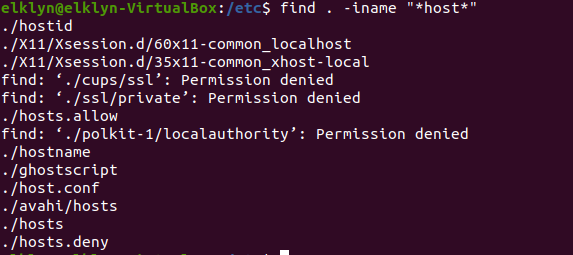 elklyn@elklyn-VirtualBox:/etc$ find . -iname "*host*"
./hostid
./X11/Xsession.d/60x11-common_localhost
./X11/Xsession.d/35x11-common_xhost-local
find: ‘./cups/ssl’: Permission denied
find: ‘./ssl/private’: Permission denied
./hosts.allow
find: ‘./polkit-1/localauthority’: Permission denied
./hostname
./ghostscript
./host.conf
./avahi/hosts
./hosts
./hosts.deny